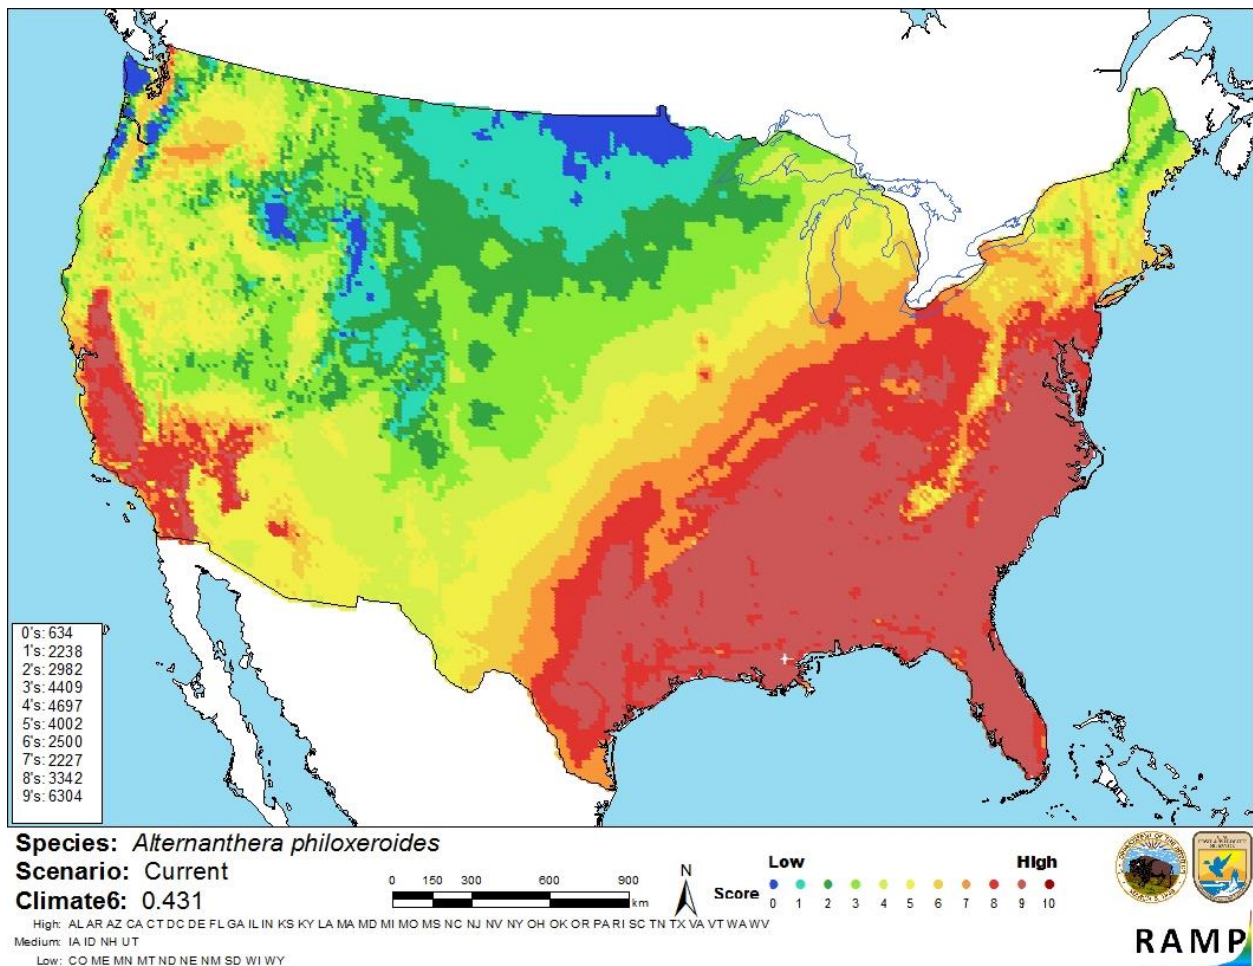 0's: 634
1's: 2238
2's: 2982
3's: 4409
4's: 4697
5's: 4002
6's: 2500
7's: 2227
8's: 3342
9's: 6304
Species: Alternanthera philoxeroides
Scenario: Current
Climate6: 0.431
0 150 300 600 900
km
N
Low High
Score 0 1 2 3 4 5 6 7 8 9 10
High: AL AR AZ CA CT DC DE FL GA IL IN KS KY LA MA MD MI MO MS NC NJ NV NY OH OK OR PA RI SC TN TX VA VT WA WV
Medium: IA ID NH UT
Low: CO ME MN MT ND NE NM SD WI WY
RAMP